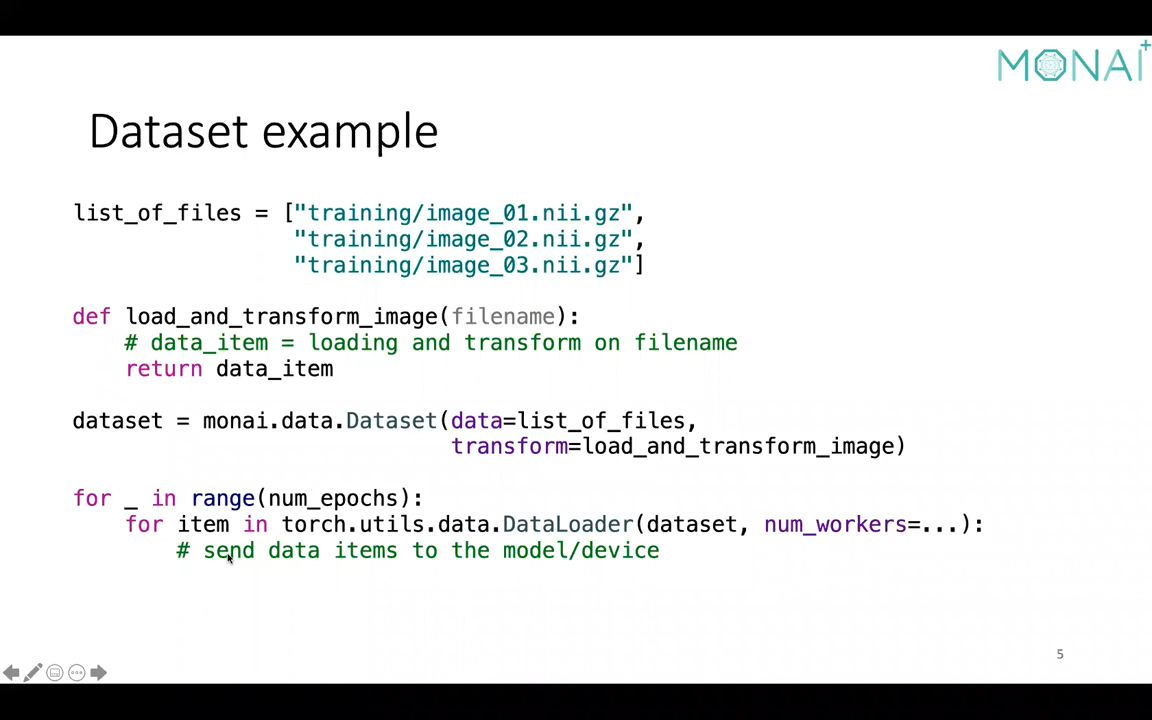 MONAI
Dataset example
list_of_files = ["training/image_01.nii.gz",
"training/image_02.nii.gz",
"training/image_03.nii.gz"]
def load_and_transform_image(filename):
# data_item = loading and transform on filename
return data_item
dataset = monai.data.Dataset(data=list_of_files,
transform=load_and_transform_image)
for _ in range(num_epochs):
for item in torch.utils.data.DataLoader(dataset, num_workers=...):
# send data items to the model/device
5